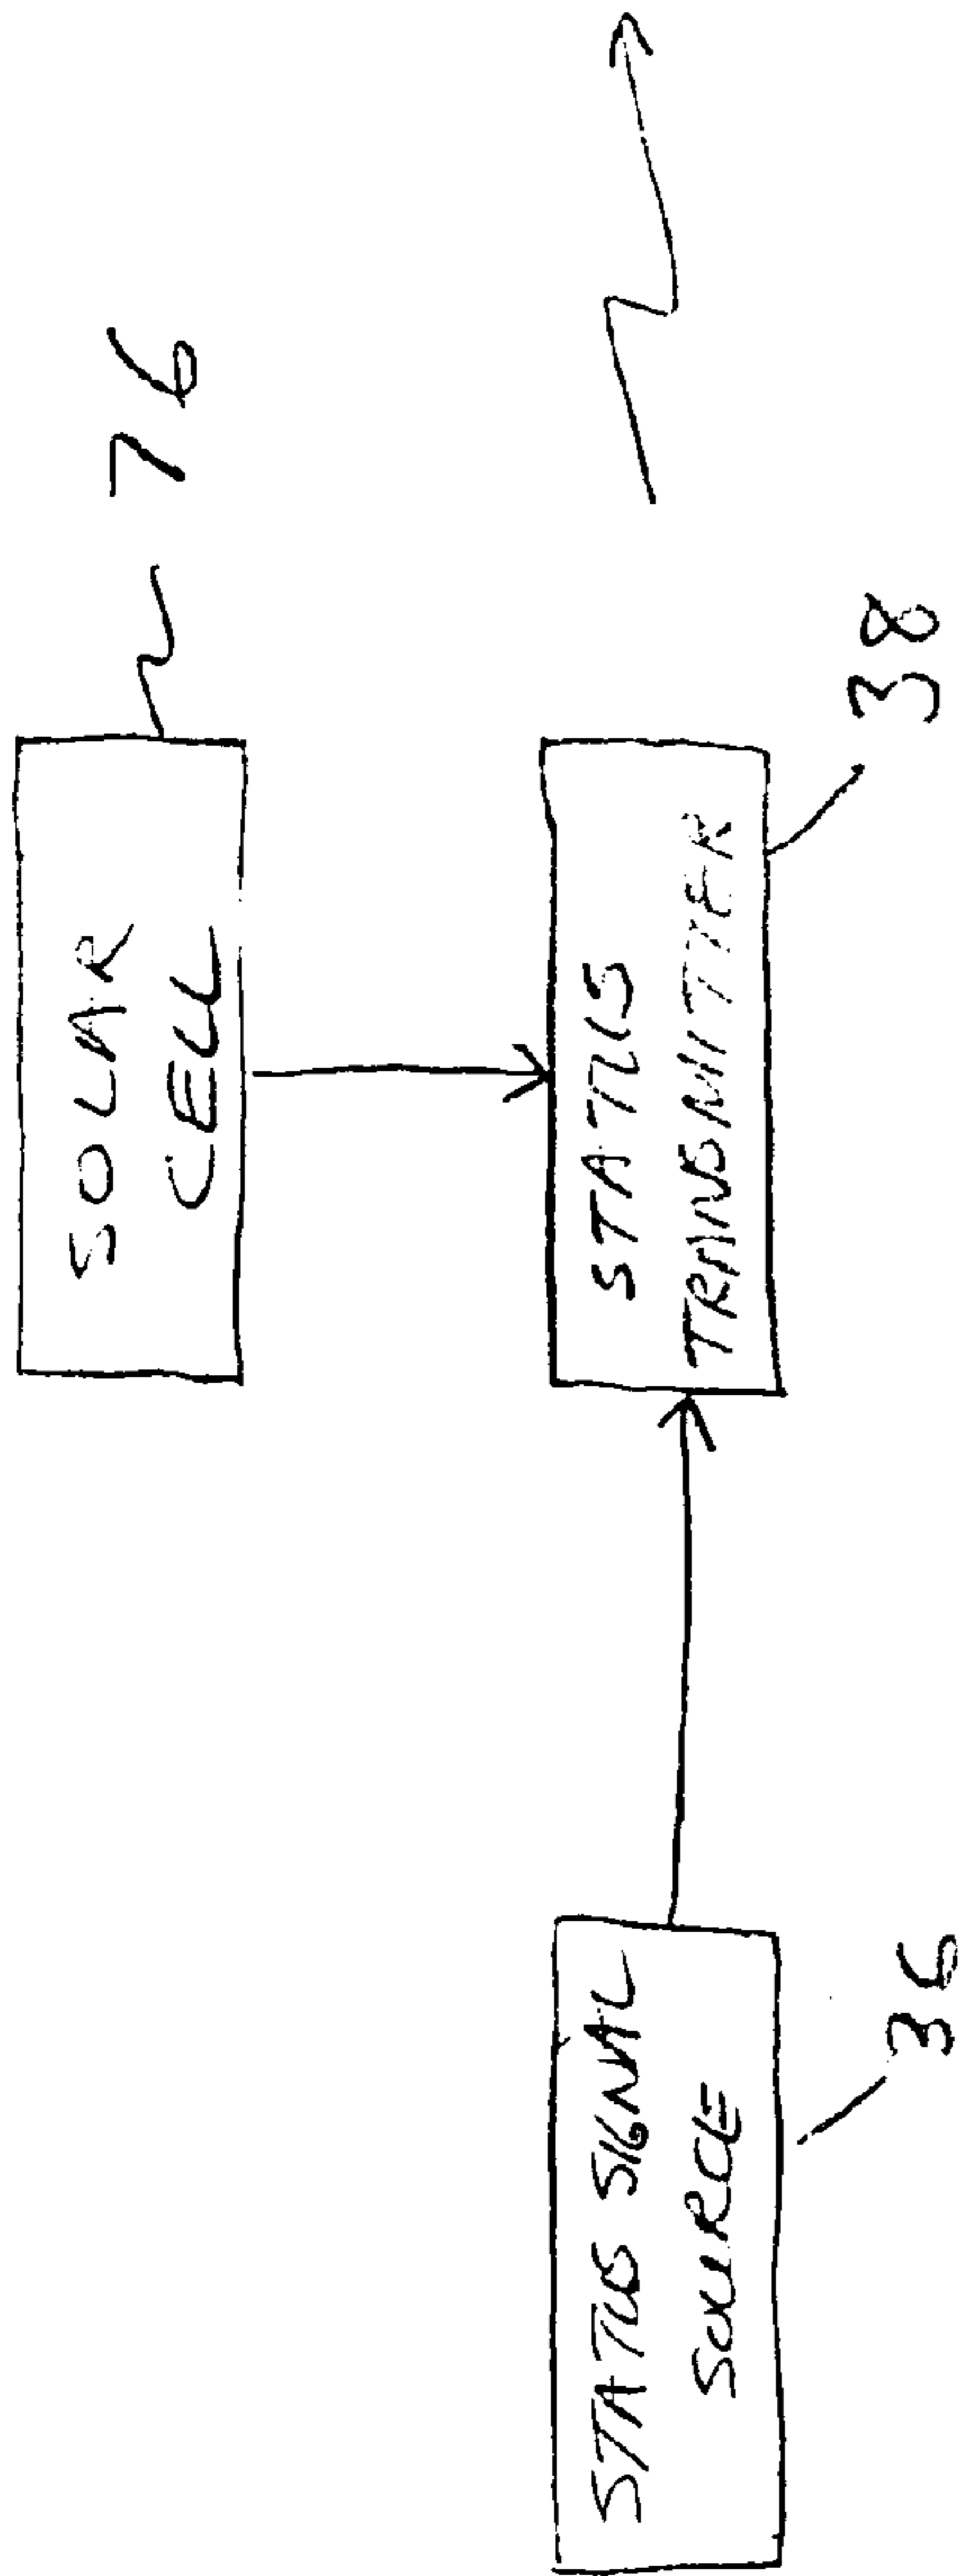 SOLAR
CELL
76
STATUS
TRANSMITTER
38
STATUS SIGNAL
SOURCE
36